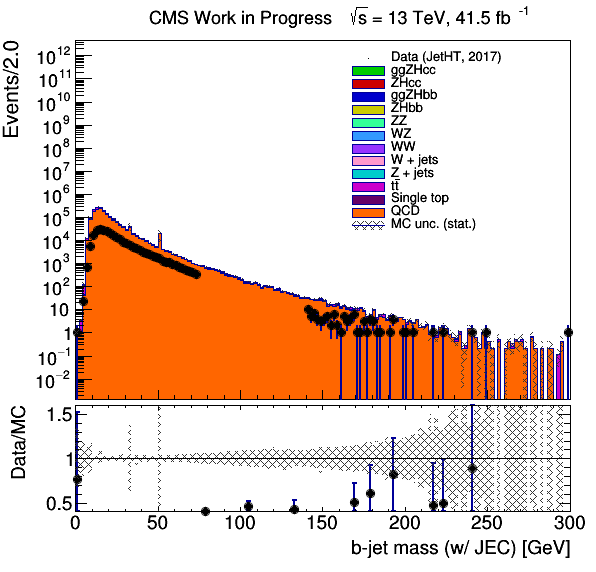 CMS Work in Progress √s = 13 TeV, 41.5 fb⁻¹
Events/2.0
10¹²
10¹¹
10¹⁰
10⁹
10⁸
10⁷
10⁶
10⁵
10⁴
10³
10²
10
1
10⁻¹
10⁻²
Data (JetHT, 2017)
ggZHcc
ZHcc
ggZHbb
ZHbb
ZZ
WZ
WW
W + jets
Z + jets
tt̄
Single top
QCD
MC unc. (stat.)
Data/MC
1.5
1
0.5
0 50 100 150 200 250 300
b-jet mass (w/ JEC) [GeV]